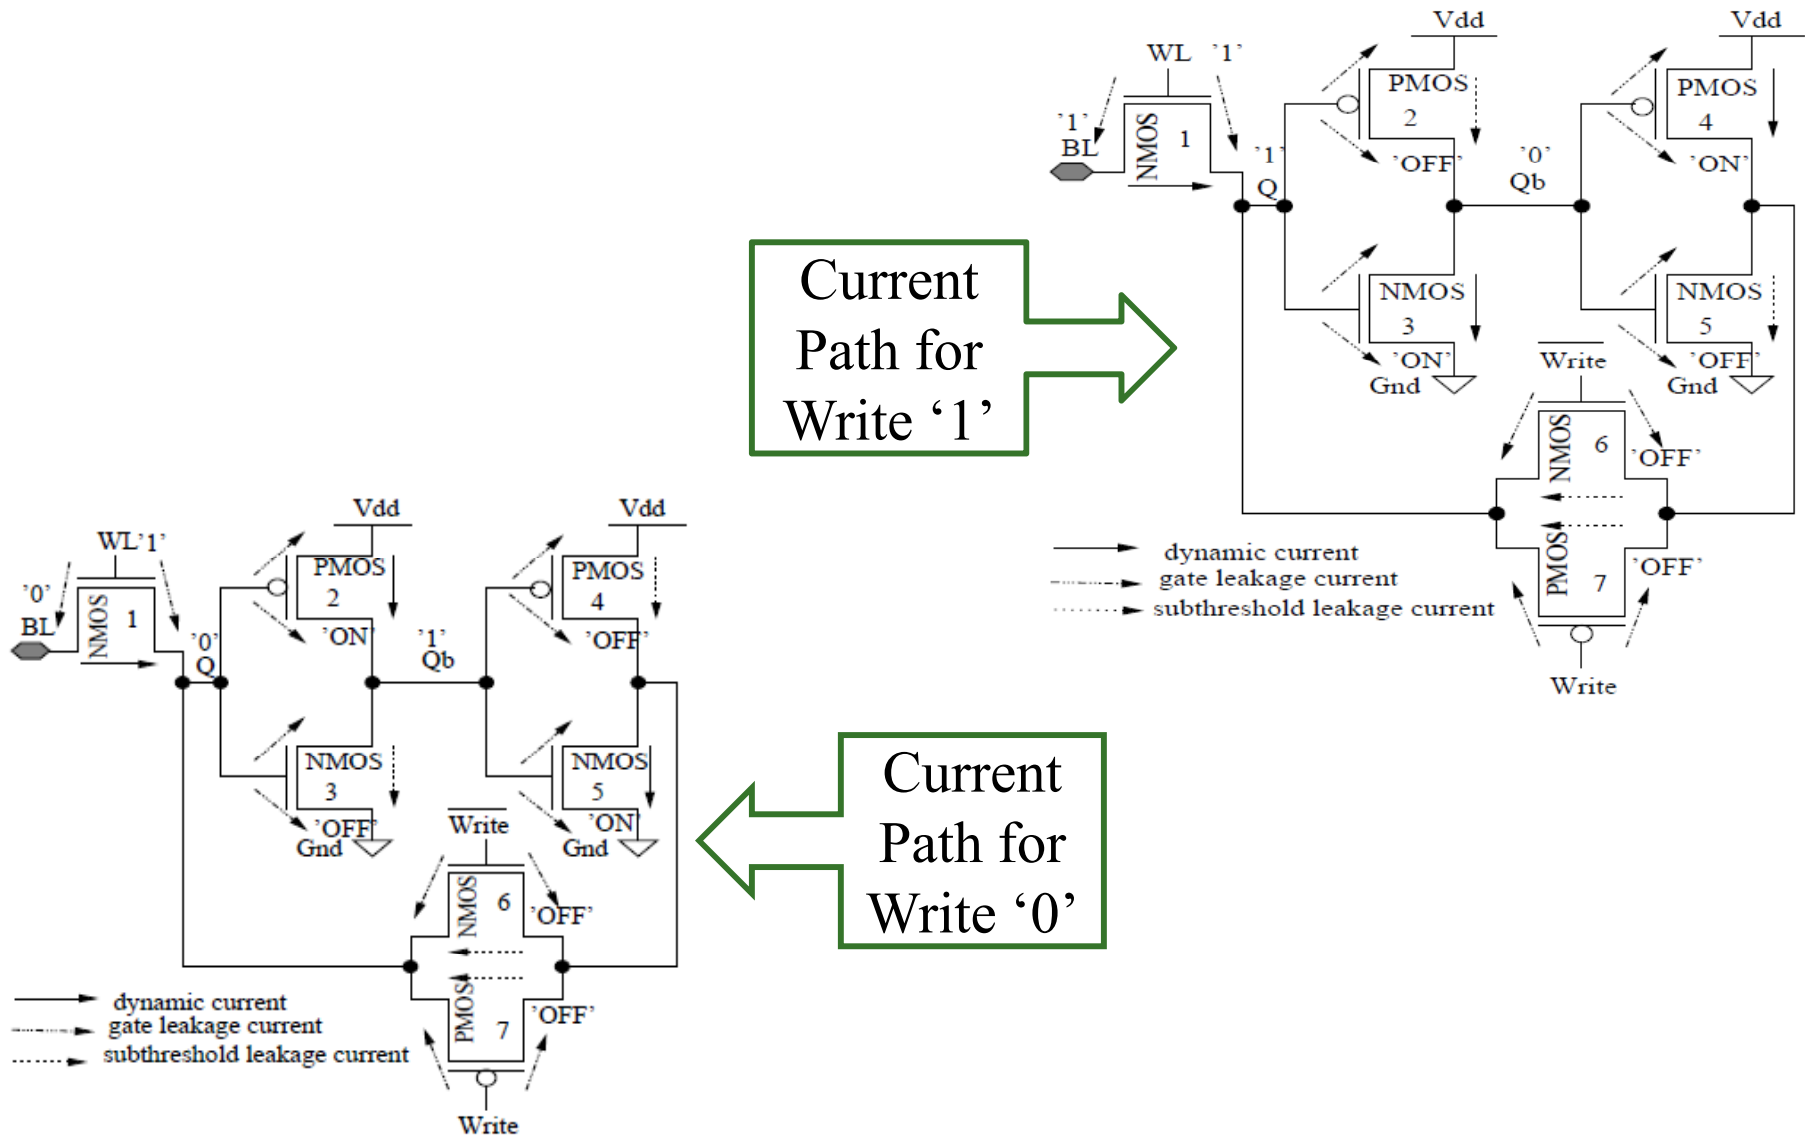 Vdd
Vdd
WL '1'
PMOS
2
PMOS
4
'1'
BL
NMOS
1
'1'
Q
'OFF'
'0'
Qb
'ON'
NMOS
3
NMOS
5
'ON'
Gnd
Write
'OFF'
Gnd
NMOS
6
'OFF'
PMOS
7
'OFF'
Write
dynamic current
gate leakage current
subthreshold leakage current
Current
Path for
Write ‘1’
Vdd
Vdd
WL'1'
PMOS
2
PMOS
4
'0'
BL
NMOS
1
'0'
Q
'ON'
'1'
Qb
'OFF'
NMOS
3
NMOS
5
'OFF'
Gnd
Write
'ON'
Gnd
NMOS
6
'OFF'
PMOS
7
'OFF'
Write
dynamic current
gate leakage current
subthreshold leakage current
Current
Path for
Write ‘0’